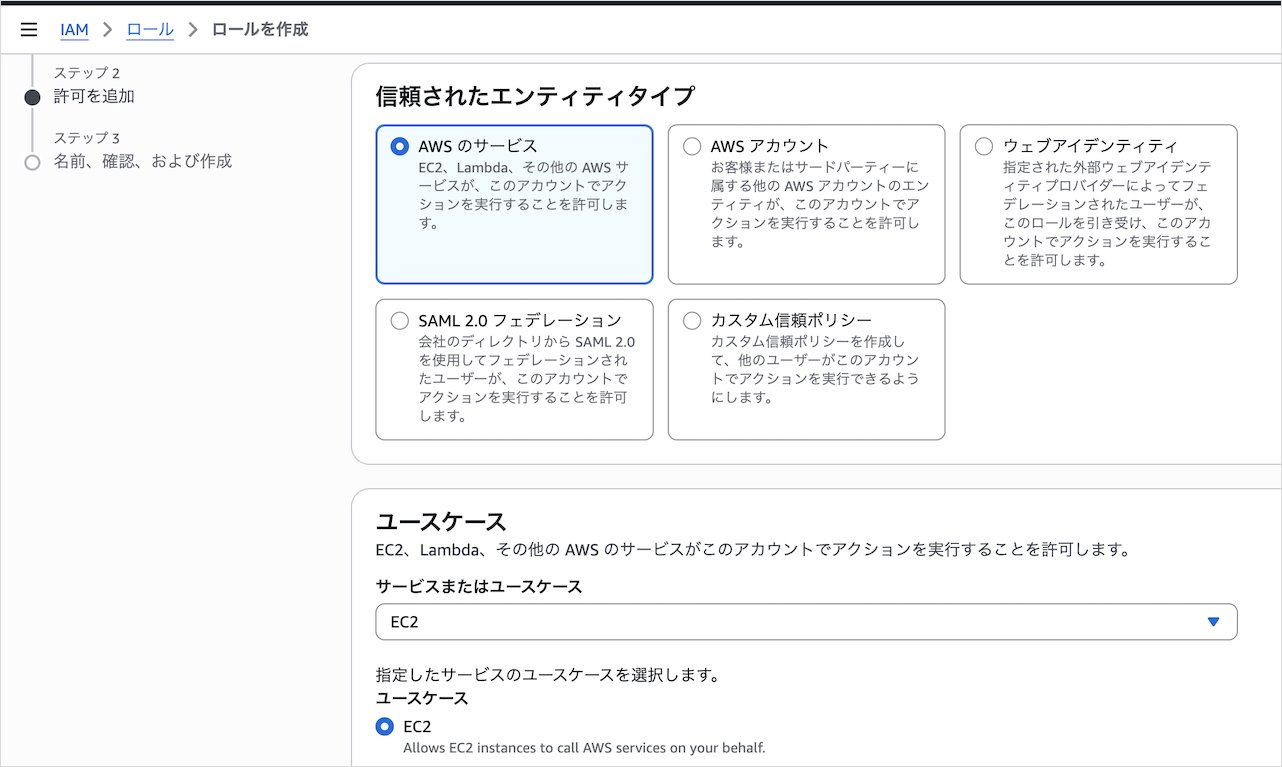 IAM > ロール > ロールを作成
ステップ 2
許可を追加
ステップ 3
名前、確認、および作成
信頼されたエンティティタイプ
AWS のサービス
EC2、Lambda、その他の AWS サ
ービスが、このアカウントでアク
ションを実行することを許可しま
す。
AWS アカウント
お客様またはサードパーティーに
属する他の AWS アカウントのエン
ティティが、このアカウントでア
クションを実行することを許可し
ます。
ウェブアイデンティティ
指定された外部ウェブアイデンテ
ィティプロバイダーによってフェ
デレーションされたユーザーが、
このロールを引き受け、このアカ
ウントでアクションを実行するこ
とを許可します。
SAML 2.0 フェデレーション
会社のディレクトリから SAML 2.0
を使用してフェデレーションされ
たユーザーが、このアカウントで
アクションを実行することを許可
します。
カスタム信頼ポリシー
カスタム信頼ポリシーを作成し
て、他のユーザーがこのアカウン
トでアクションを実行できるよう
にします。
ユースケース
EC2、Lambda、その他の AWS のサービスがこのアカウントでアクションを実行することを許可します。
サービスまたはユースケース
EC2
指定したサービスのユースケースを選択します。
ユースケース
EC2
Allows EC2 instances to call AWS services on your behalf.